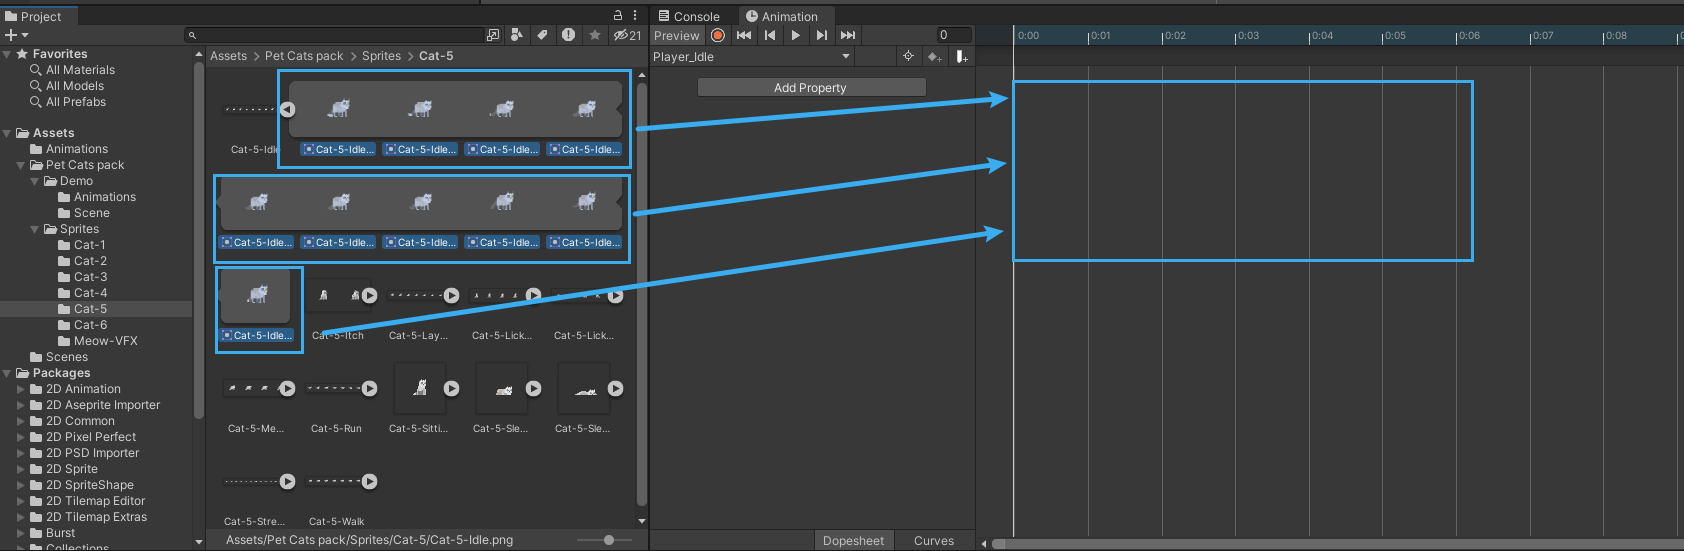 Project
Console
Animation
21
Preview
0
0:00
0:01
0:02
0:03
0:04
0:05
0:06
0:07
0:08
Favorites
All Materials
All Models
All Prefabs
Assets
Animations
Pet Cats pack
Demo
Animations
Scene
Sprites
Cat-1
Cat-2
Cat-3
Cat-4
Cat-5
Cat-6
Meow-VFX
Scenes
Packages
2D Animation
2D Aseprite Importer
2D Common
2D Pixel Perfect
2D PSD Importer
2D Sprite
2D SpriteShape
2D Tilemap Editor
2D Tilemap Extras
Burst
Collections
Assets > Pet Cats pack > Sprites > Cat-5
Cat-5-Idle
Cat-5-Idle...
Cat-5-Idle...
Cat-5-Idle...
Cat-5-Idle...
Cat-5-Idle...
Cat-5-Idle...
Cat-5-Idle...
Cat-5-Idle...
Cat-5-Idle...
Cat-5-Idle...
Cat-5-Itch
Cat-5-Lay...
Cat-5-Lick...
Cat-5-Lick...
Cat-5-Me...
Cat-5-Run
Cat-5-Sitti...
Cat-5-Sle...
Cat-5-Sle...
Cat-5-Stre...
Cat-5-Walk
Assets/Pet Cats pack/Sprites/Cat-5/Cat-5-Idle.png
Player_Idle
Add Property
Dopesheet
Curves